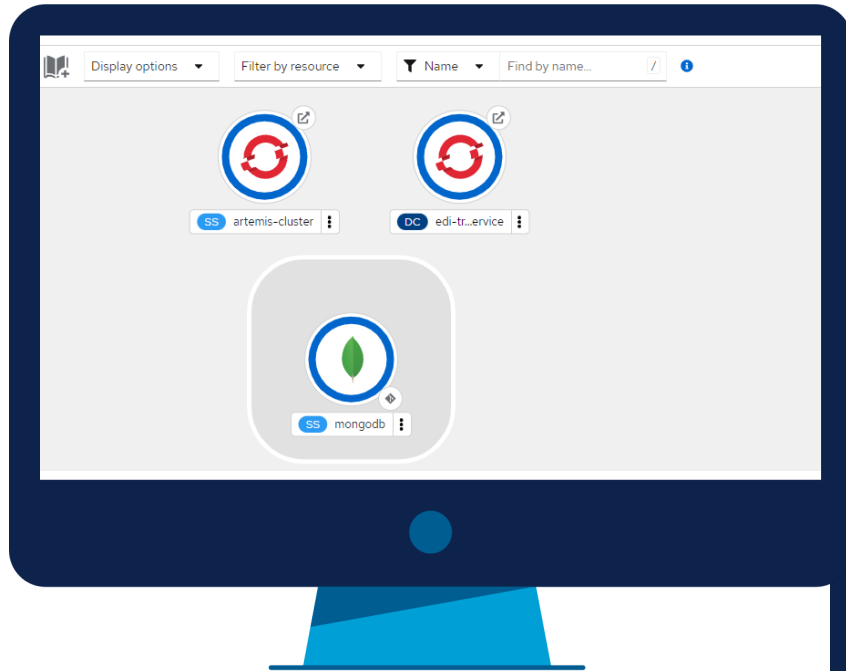 Display options Filter by resource Name Find by name... / i
SS artemis-cluster DC edi-tr...ervice
SS mongodb